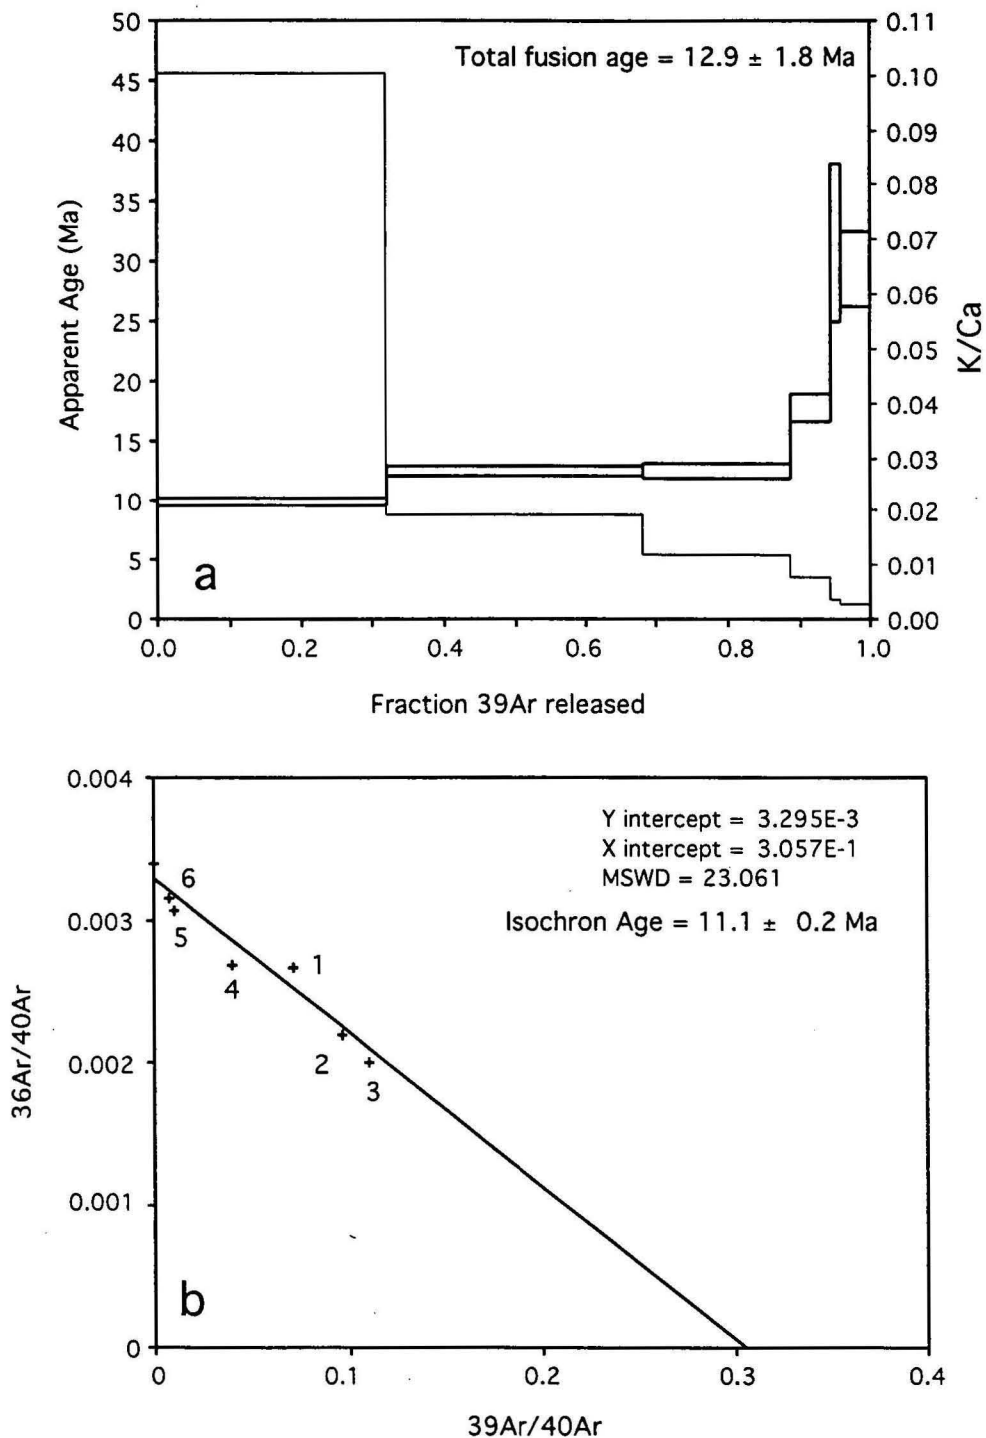 50
45
40
35
30
25
20
15
10
5
0
Apparent Age (Ma)
Total fusion age = 12.9 ± 1.8 Ma
0.11
0.10
0.09
0.08
0.07
0.06
0.05
0.04
0.03
0.02
0.01
0.00
K/Ca
a
0.0 0.2 0.4 0.6 0.8 1.0
Fraction 39Ar released
0.004
0.003
0.002
0.001
0
36Ar/40Ar
Y intercept = 3.295E-3
X intercept = 3.057E-1
MSWD = 23.061
Isochron Age = 11.1 ± 0.2 Ma
6
5
4
1
2
3
b
0 0.1 0.2 0.3 0.4
39Ar/40Ar